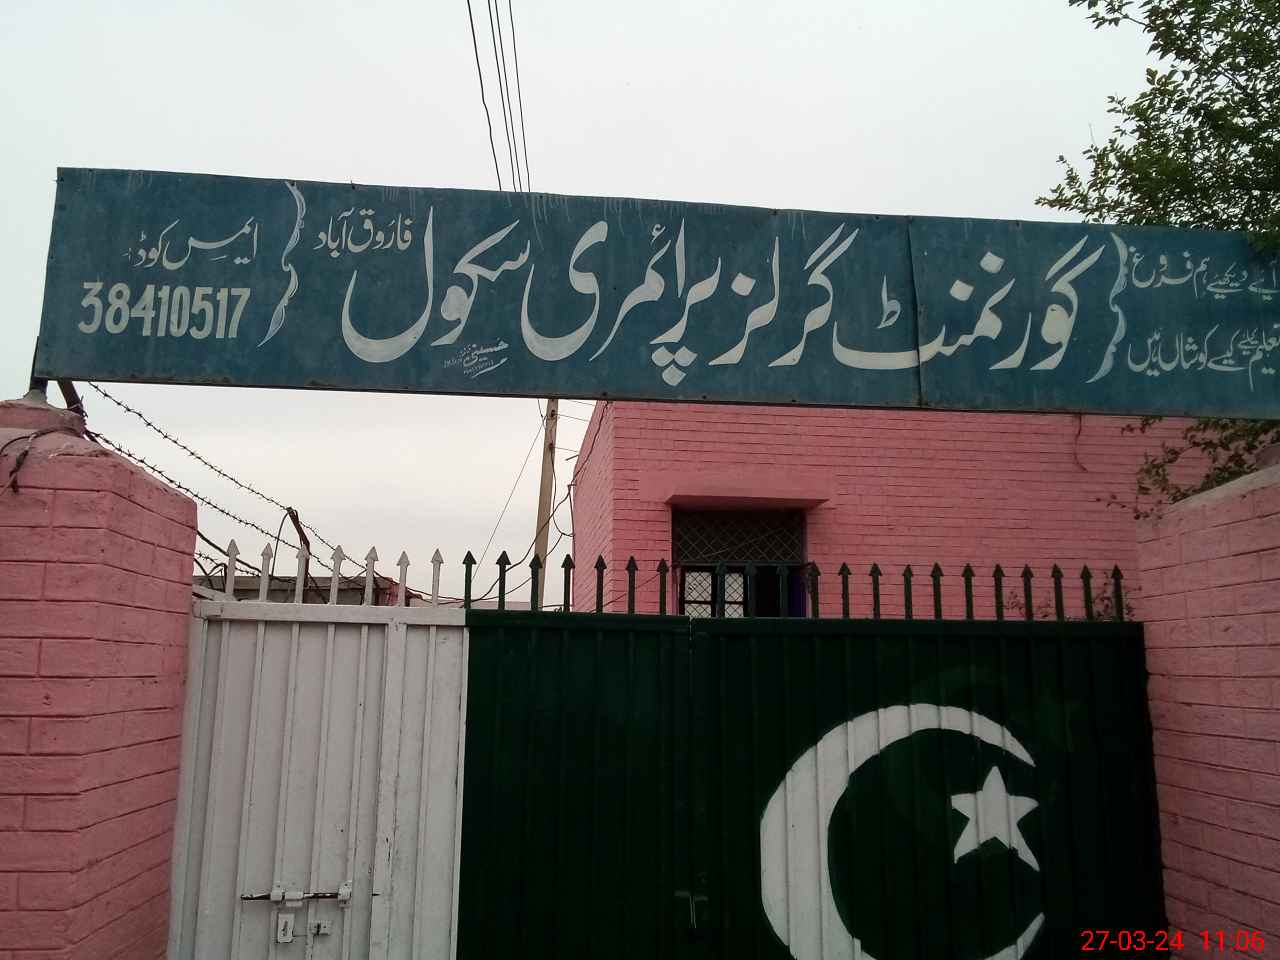 آیئے دیکھیے ہم فروغ
تعلیم کیلئے کیسے کوشاں ہیں
گورنمنٹ گرلز پرائمری سکول
فاروق آباد
ایمس کوڈ
38410517
27-03-24 11:06